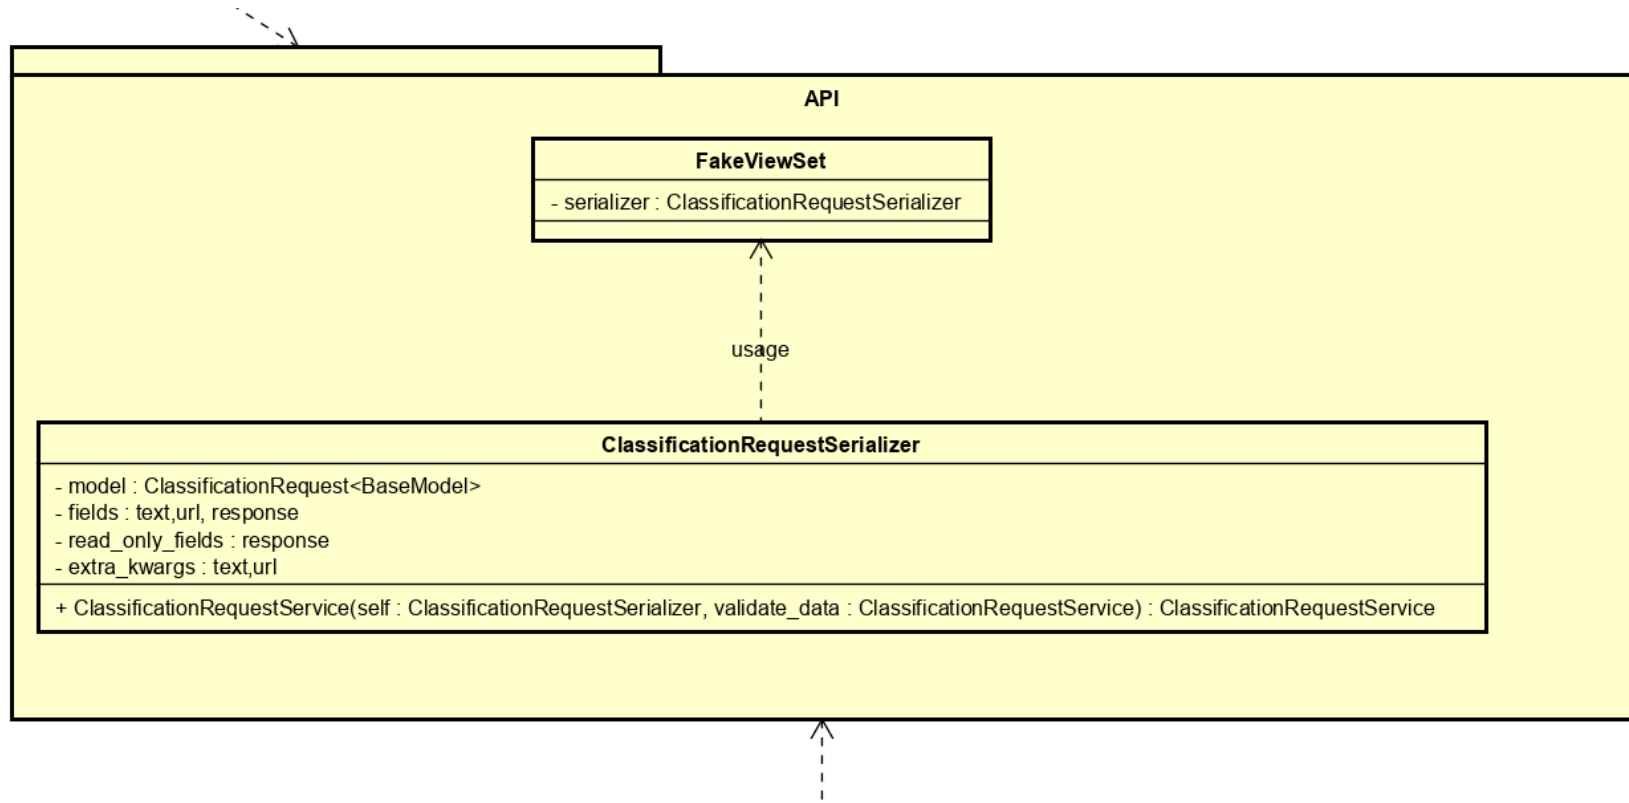 API
FakeViewSet
- serializer : ClassificationRequestSerializer
usage
ClassificationRequestSerializer
- model : ClassificationRequest<BaseModel>
- fields : text,url, response
- read_only_fields : response
- extra_kwargs : text,url
+ ClassificationRequestService(self : ClassificationRequestSerializer, validate_data : ClassificationRequestService) : ClassificationRequestService